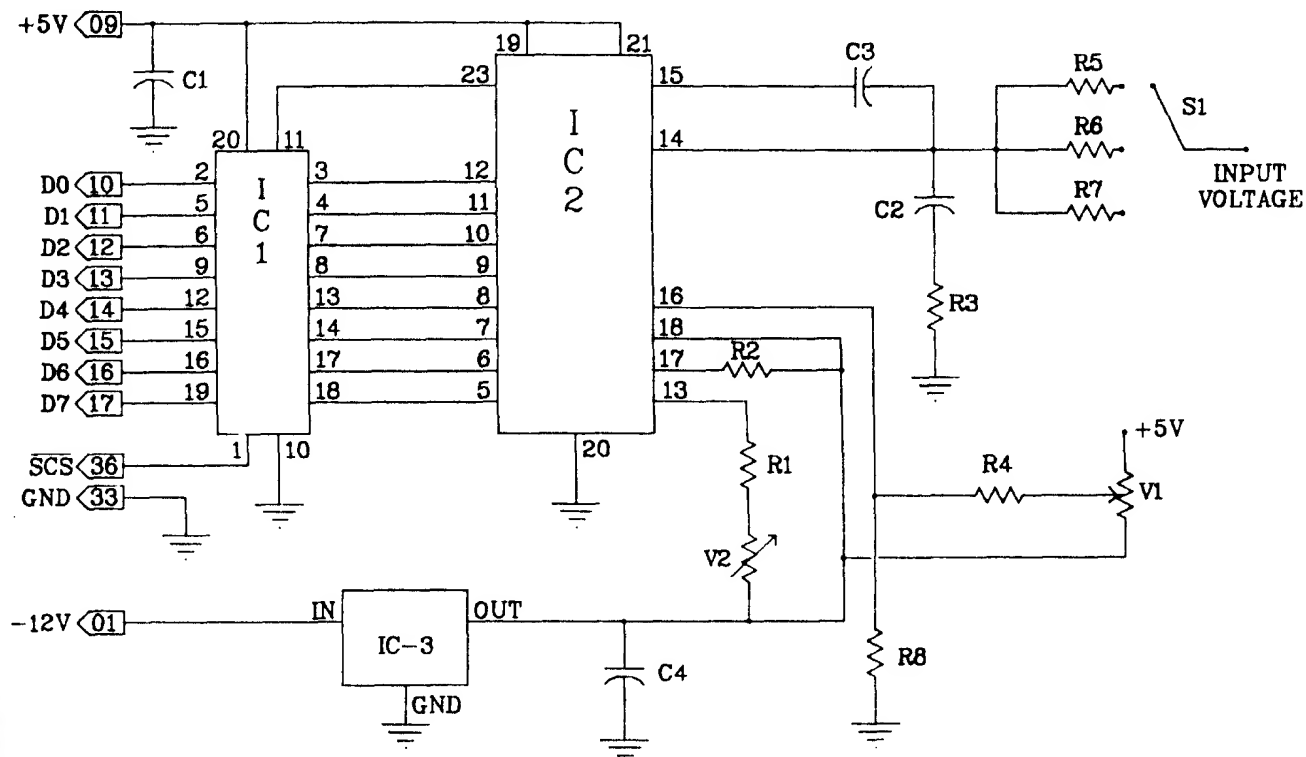 +5V 09
C1
19 21
23
20 11
I
C
1
I
C
2
15
14
C3
C2
R3
R5
R6
R7
S1
INPUT
VOLTAGE
D0 10 2 3 12
D1 11 5 4 11
D2 12 6 7 10
D3 13 9 8 9
D4 14 12 13 8
D5 15 15 14 7
D6 16 16 17 6
D7 17 19 18 5
16
18
17 R2
13
1 10
20
SCS 36
GND 33
R1
V2
R4
+5V
V1
-12V 01
IN OUT
IC-3
GND
C4
R8